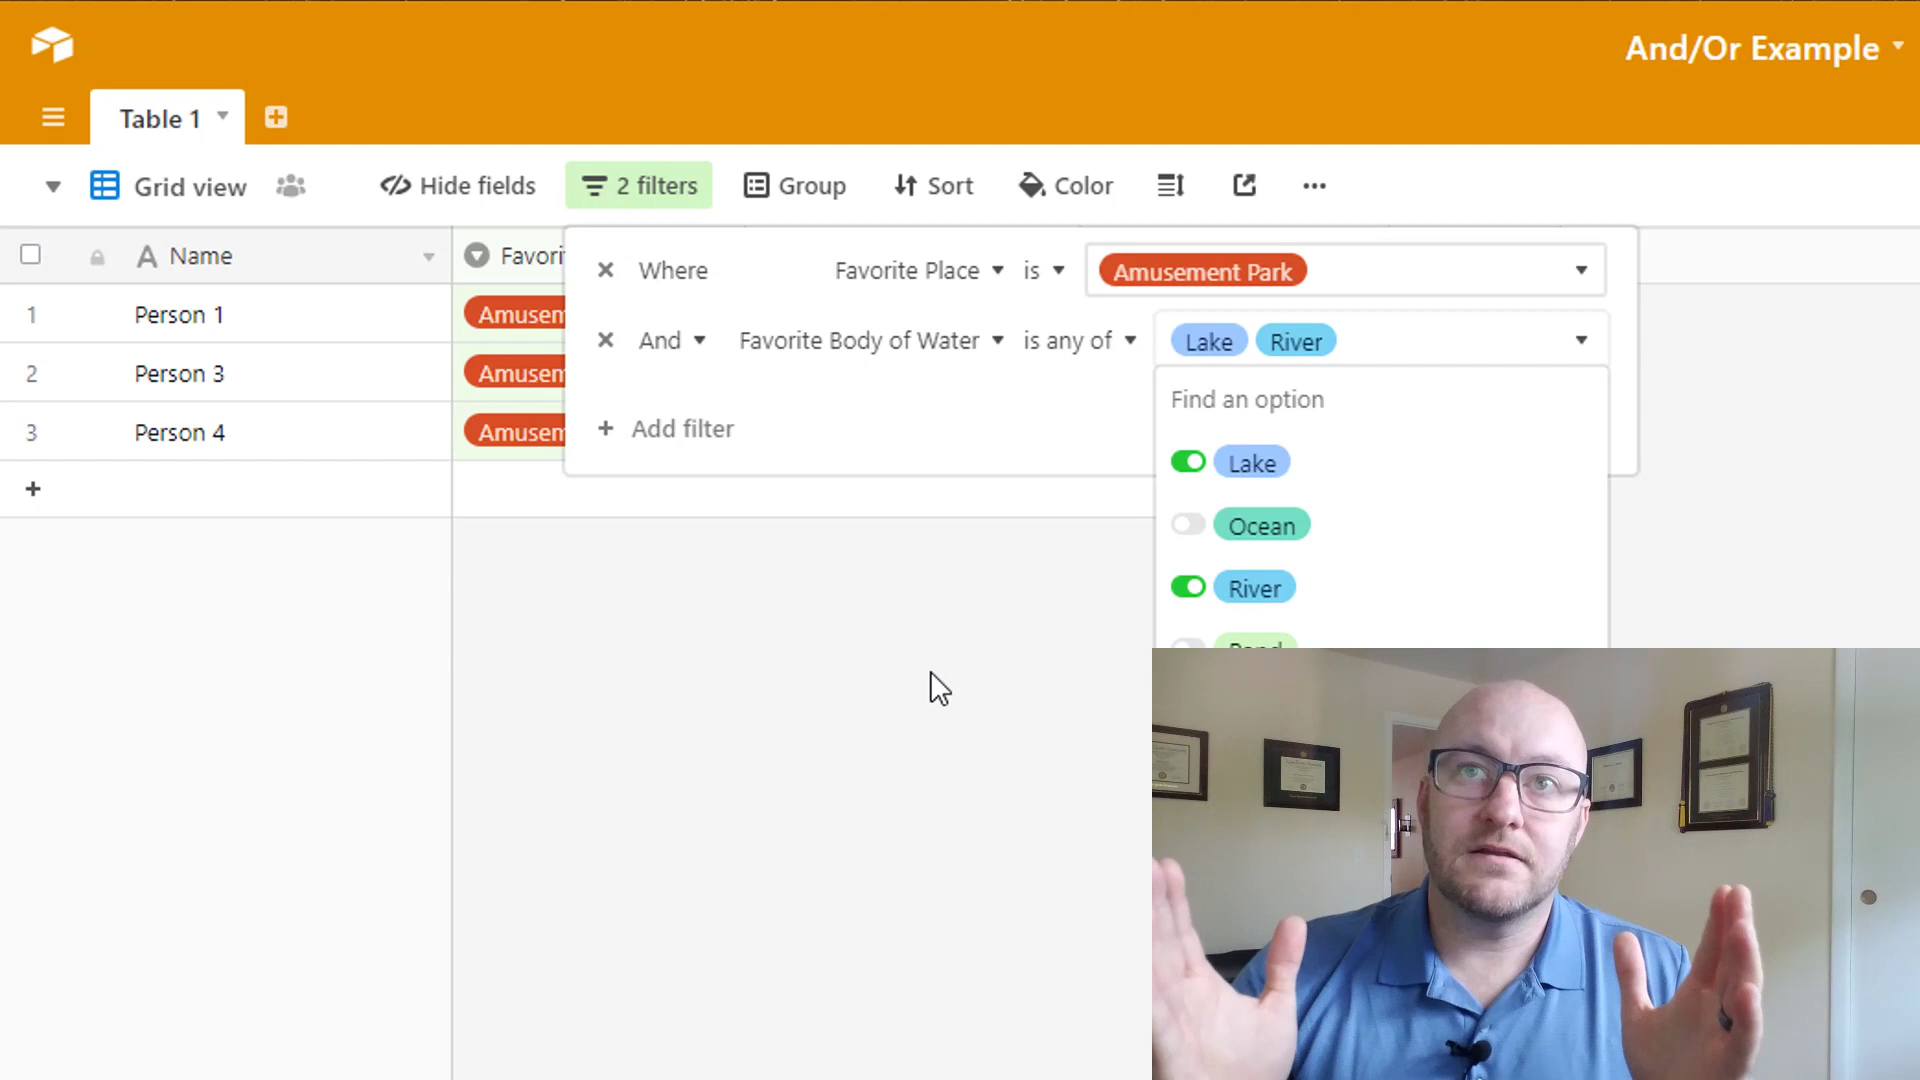 And/Or Example
Table 1
Grid view
Hide fields
2 filters
Group
Sort
Color
Name
Favori
Where
Favorite Place
is
Amusement Park
1
Person 1
Amusem
And
Favorite Body of Water
is any of
Lake
River
2
Person 3
Amusem
Find an option
3
Person 4
Amusem
Add filter
Lake
Ocean
River
Pond